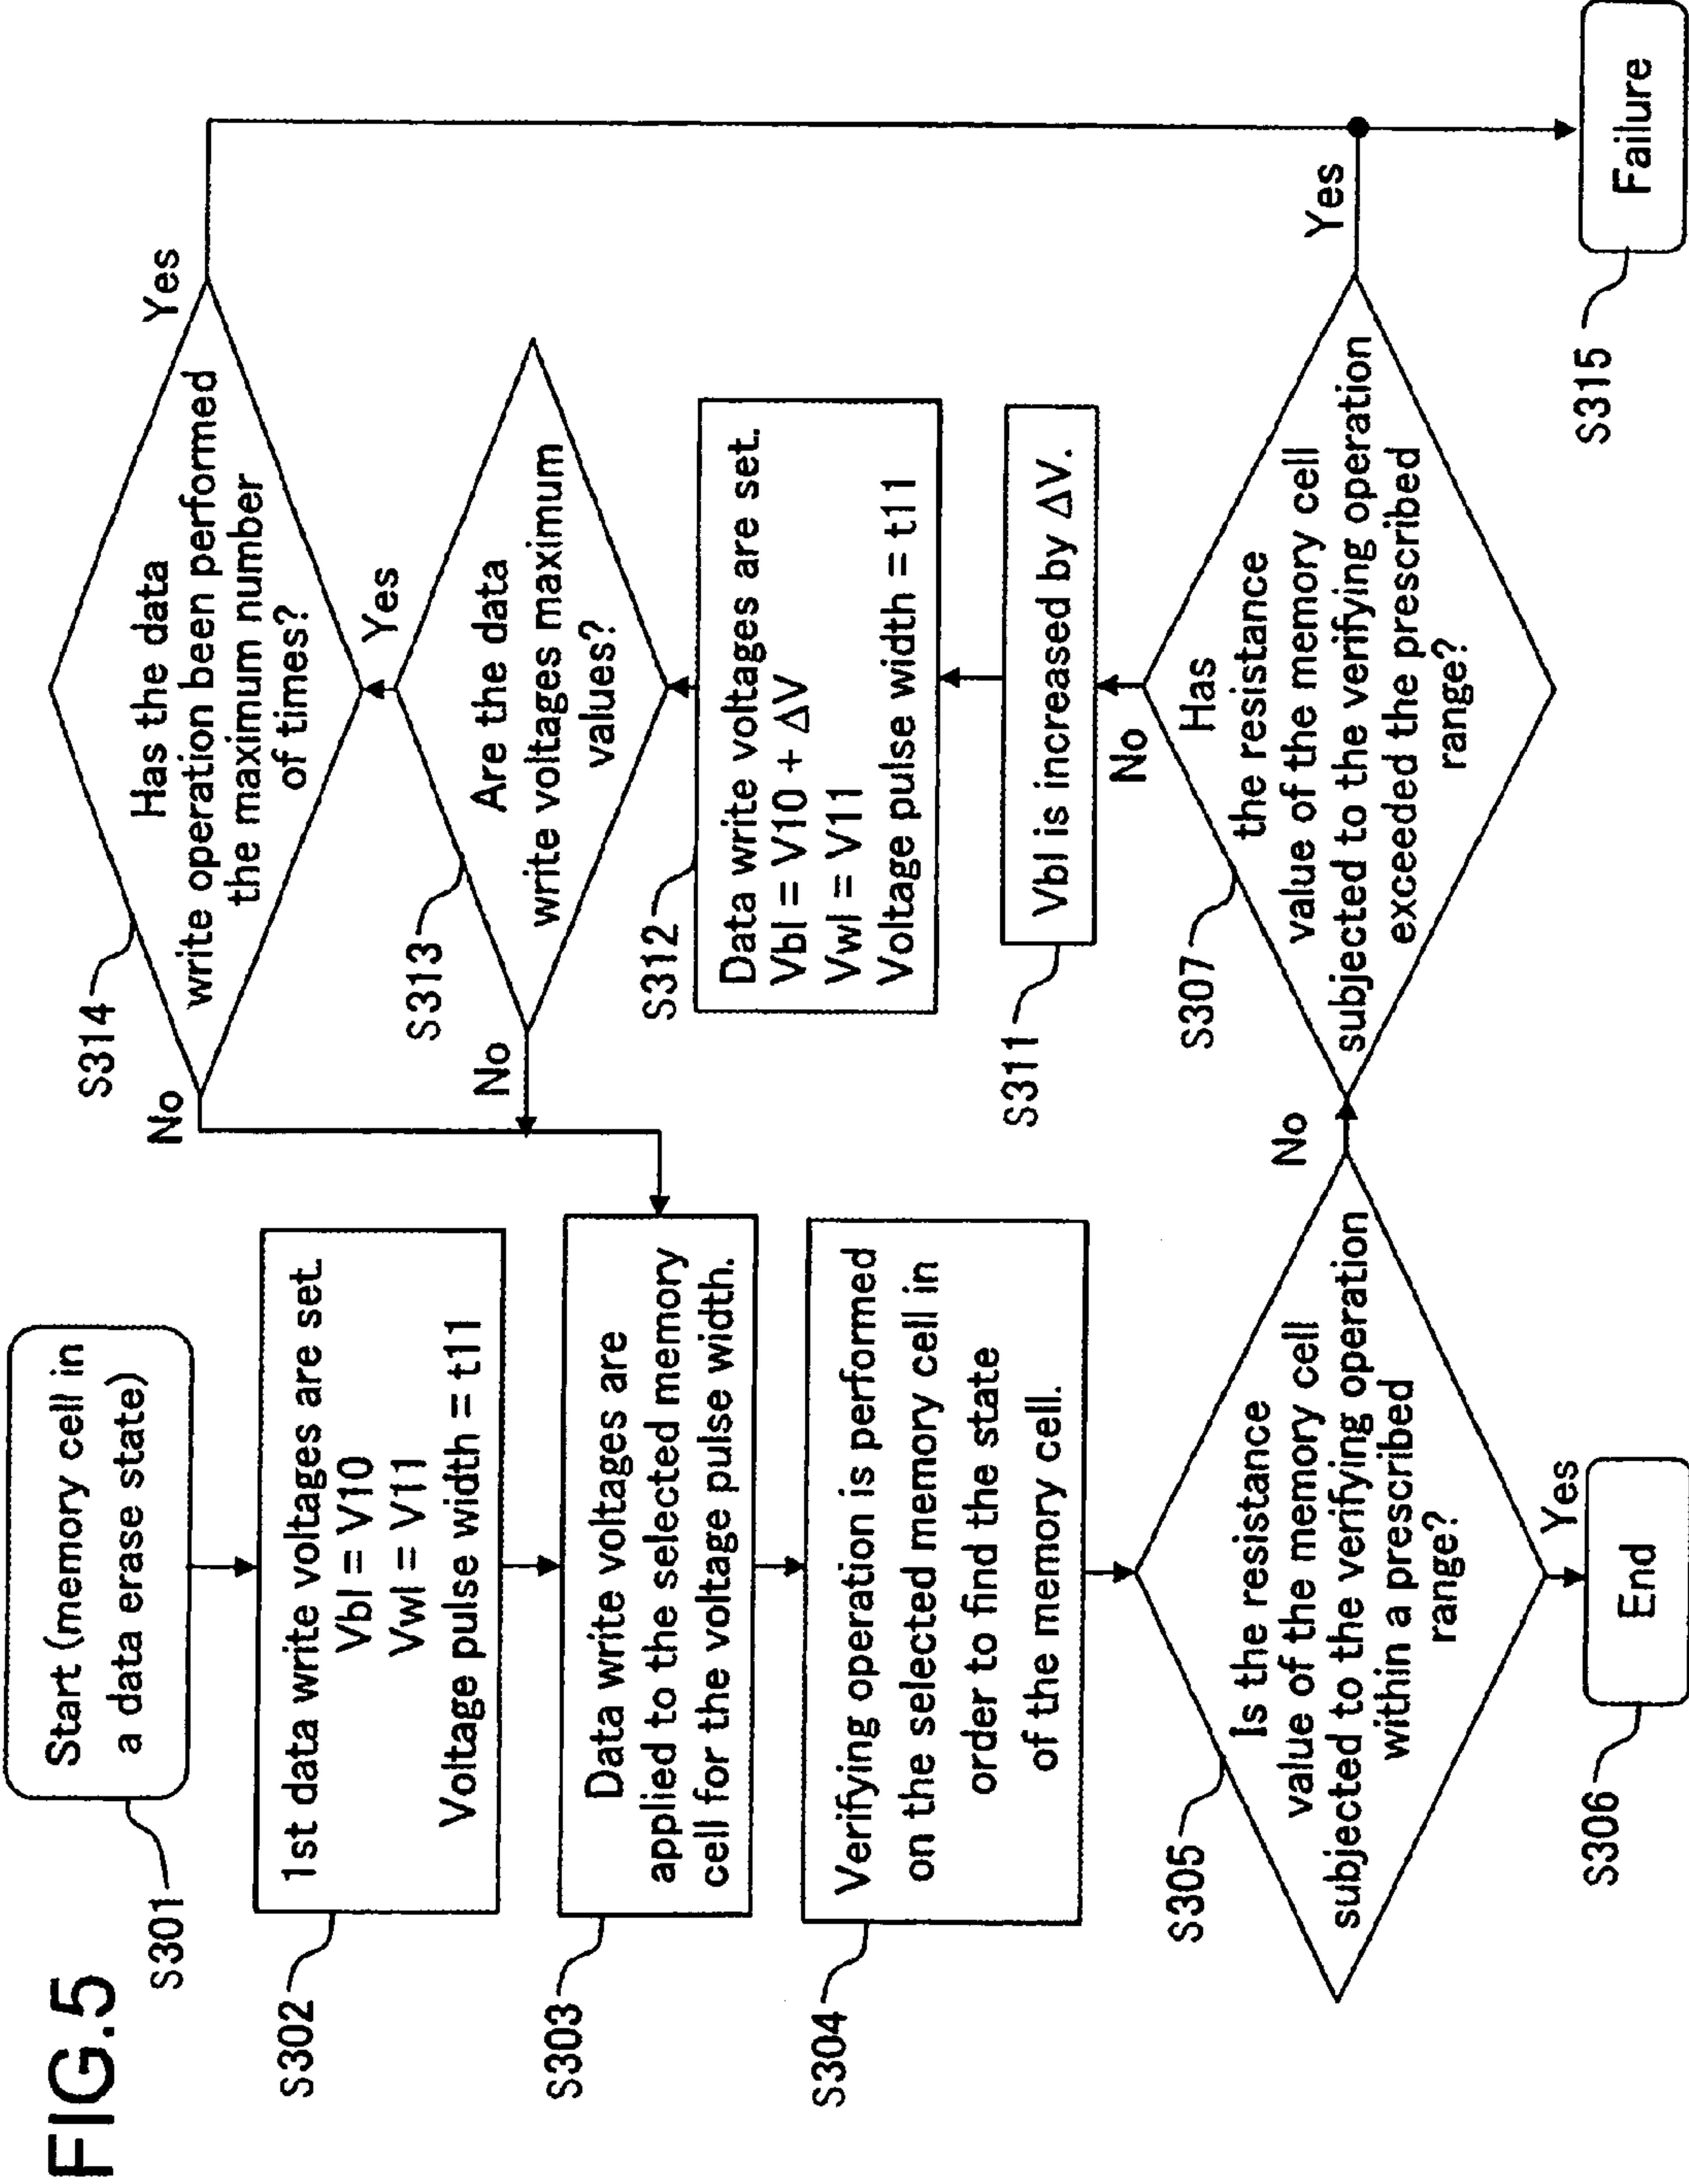 FIG.5
S301
Start (memory cell in
a data erase state)
S302
1st data write voltages are set.
Vbl = V10
Vwl = V11
Voltage pulse width = t11
S303
Data write voltages are
applied to the selected memory
cell for the voltage pulse width.
S304
Verifying operation is performed
on the selected memory cell in
order to find the state
of the memory cell.
S305
Is the resistance
value of the memory cell
subjected to the verifying operation
within a prescribed
range?
Yes
No
S306
End
S307
Has
the resistance
value of the memory cell
subjected to the verifying operation
exceeded the prescribed
range?
No
Yes
S311
Vbl is increased by ΔV.
S312
Data write voltages are set.
Vbl = V10 + ΔV
Vwl = V11
Voltage pulse width = t11
S313
Are the data
write voltages maximum
values?
No
Yes
S314
Has the data
write operation been performed
the maximum number
of times?
No
Yes
S315
Failure